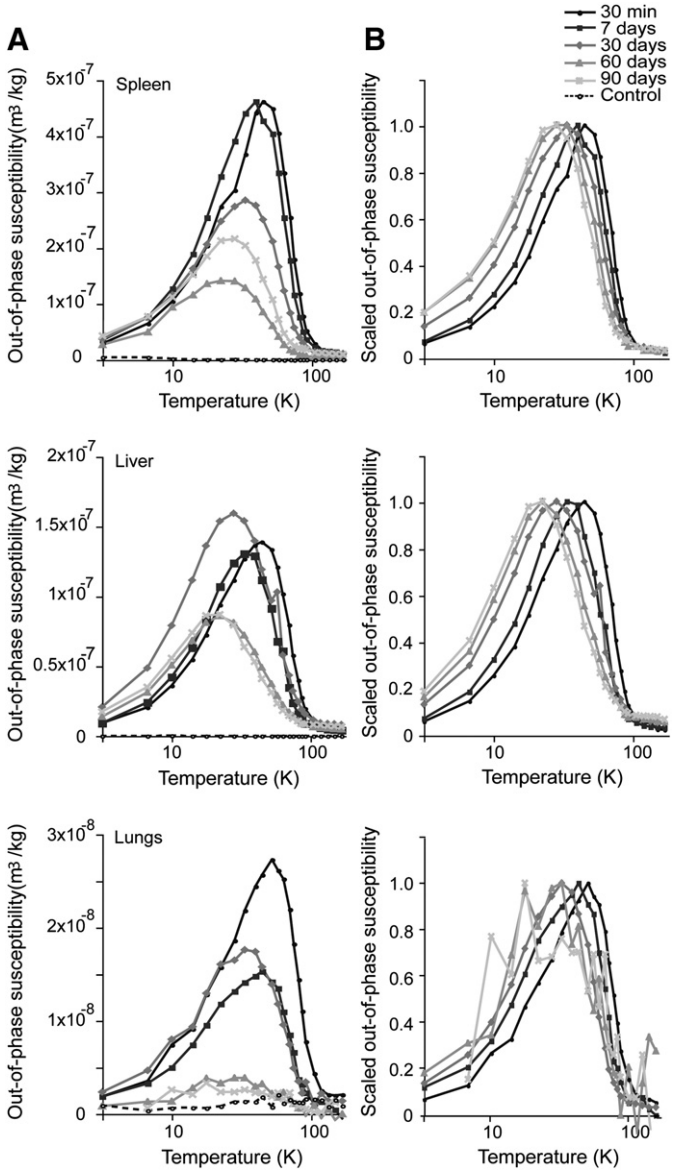 A
B
30 min
7 days
30 days
60 days
90 days
Control
Spleen
Out-of-phase susceptibility(m³/kg)
5x10⁻⁷
4x10⁻⁷
3x10⁻⁷
2x10⁻⁷
1x10⁻⁷
0
10
100
Temperature (K)
Scaled out-of-phase susceptibility
1.0
0.8
0.6
0.4
0.2
0
10
100
Temperature (K)
Liver
Out-of-phase susceptibility(m³/kg)
2x10⁻⁷
1.5x10⁻⁷
1x10⁻⁷
0.5x10⁻⁷
0
10
100
Temperature (K)
Scaled out-of-phase susceptibility
1.0
0.8
0.6
0.4
0.2
0
10
100
Temperature (K)
Lungs
Out-of-phase susceptibility(m³/kg)
3x10⁻⁸
2x10⁻⁸
1x10⁻⁸
0
10
100
Temperature (K)
Scaled out-of-phase susceptibility
1.0
0.8
0.6
0.4
0.2
0
10
100
Temperature (K)